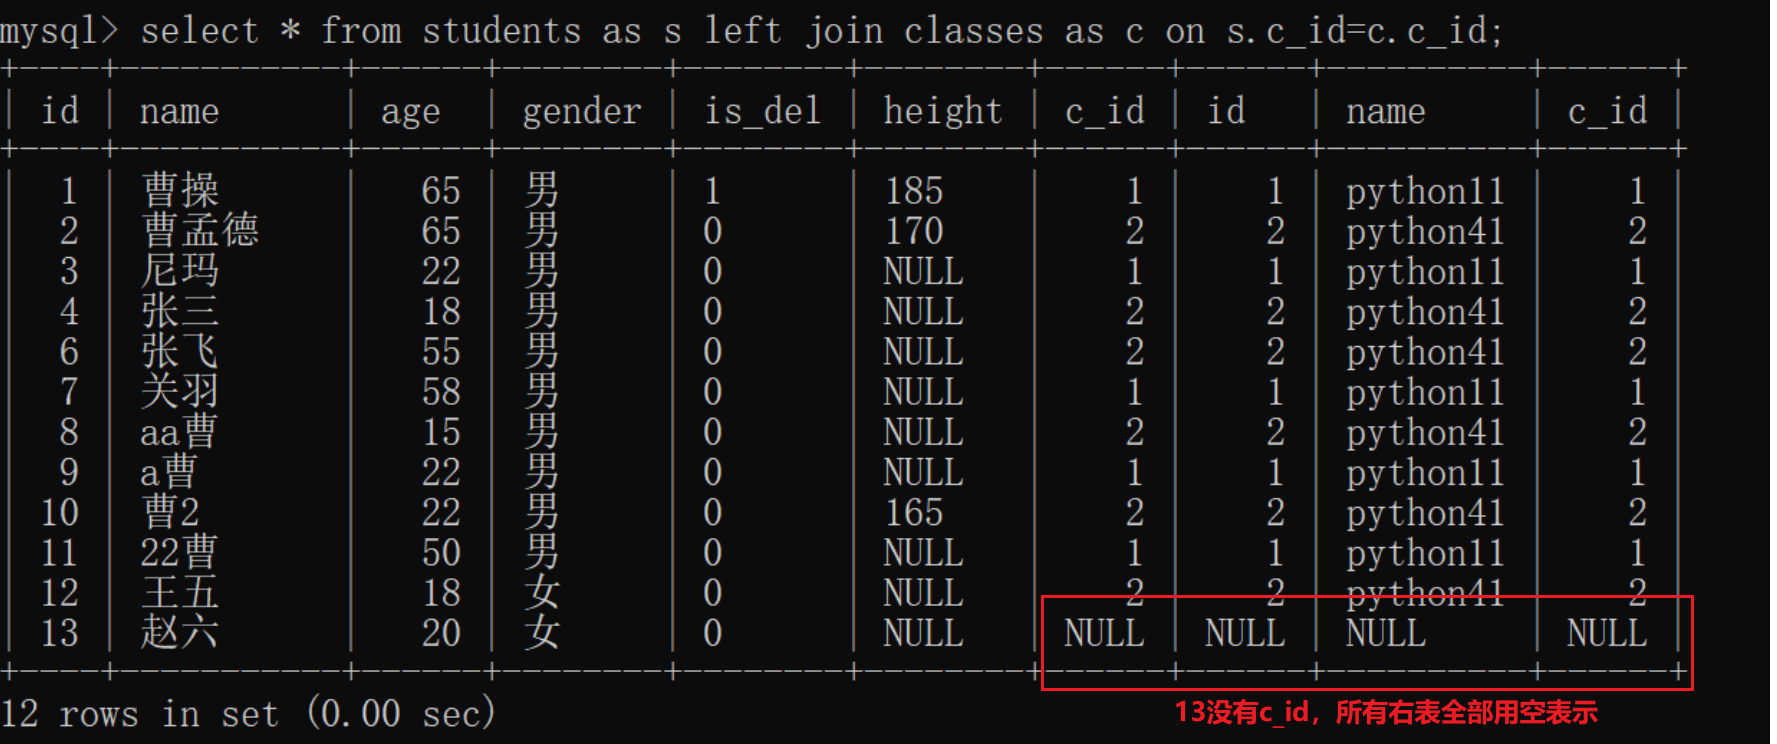 mysql> select * from students as s left join classes as c on s.c_id=c.c_id;
+----+-----------+------+--------+--------+--------+------+------+----------+------+
| id | name | age | gender | is_del | height | c_id | id | name | c_id |
+----+-----------+------+--------+--------+--------+------+------+----------+------+
| 1 | 曹操 | 65 | 男 | 1 | 185 | 1 | 1 | python11 | 1 |
| 2 | 曹孟德 | 65 | 男 | 0 | 170 | 2 | 2 | python41 | 2 |
| 3 | 尼玛 | 22 | 男 | 0 | NULL | 1 | 1 | python11 | 1 |
| 4 | 张三 | 18 | 男 | 0 | NULL | 2 | 2 | python41 | 2 |
| 6 | 张飞 | 55 | 男 | 0 | NULL | 2 | 2 | python41 | 2 |
| 7 | 关羽 | 58 | 男 | 0 | NULL | 1 | 1 | python11 | 1 |
| 8 | aa曹 | 15 | 男 | 0 | NULL | 2 | 2 | python41 | 2 |
| 9 | a曹 | 22 | 男 | 0 | NULL | 1 | 1 | python11 | 1 |
| 10 | 曹2 | 22 | 男 | 0 | 165 | 2 | 2 | python41 | 2 |
| 11 | 22曹 | 50 | 男 | 0 | NULL | 1 | 1 | python11 | 1 |
| 12 | 王五 | 18 | 女 | 0 | NULL | 2 | 2 | python41 | 2 |
| 13 | 赵六 | 20 | 女 | 0 | NULL | NULL | NULL | NULL | NULL |
+----+-----------+------+--------+--------+--------+------+------+----------+------+
12 rows in set (0.00 sec)
13没有c_id，所有右表全部用空表示